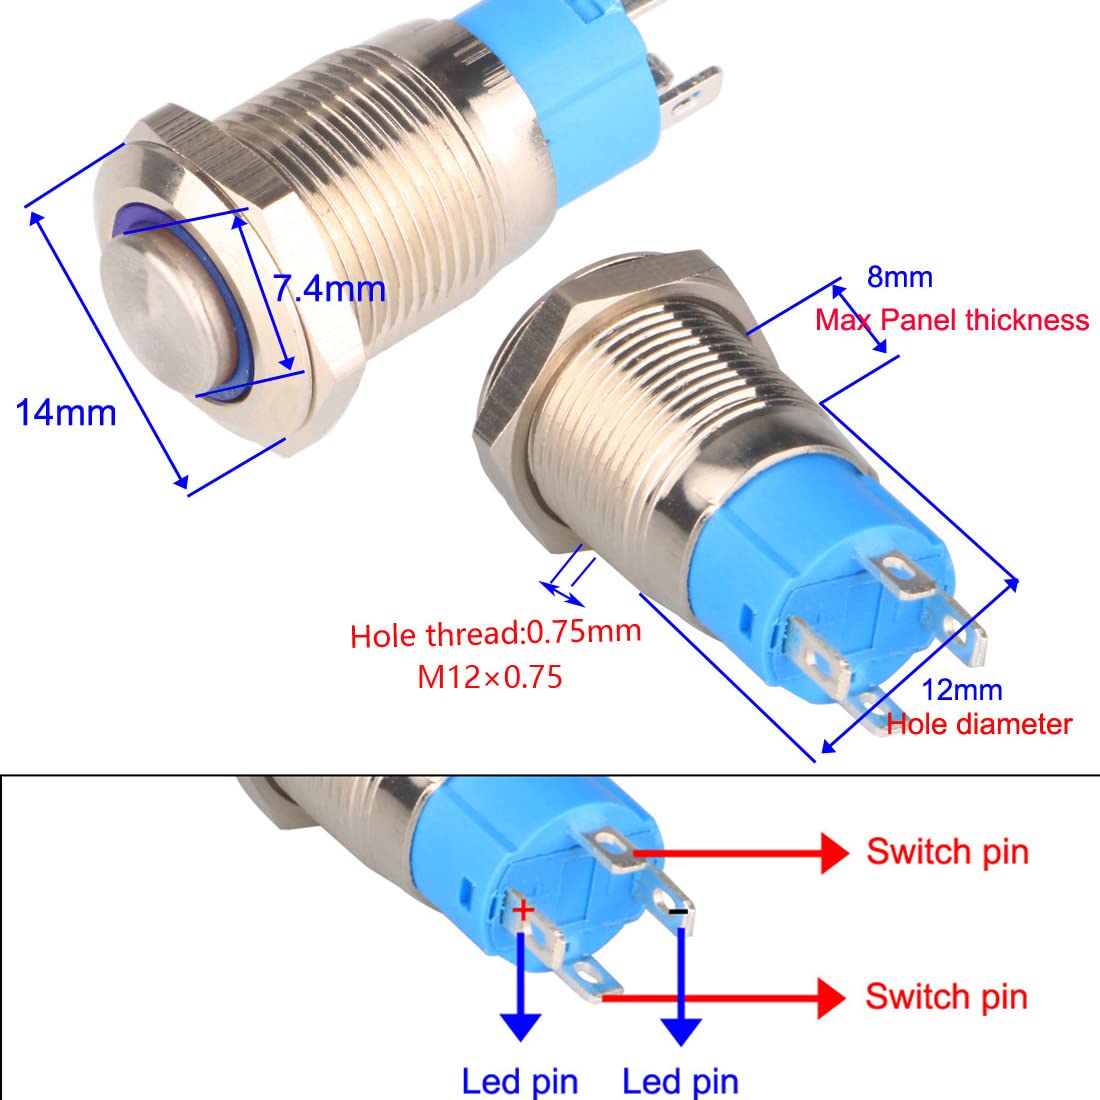 7.4mm
14mm
8mm
Max Panel thickness
Hole thread:0.75mm
M12×0.75
12mm
Hole diameter
Switch pin
+
-
Switch pin
Led pin
Led pin